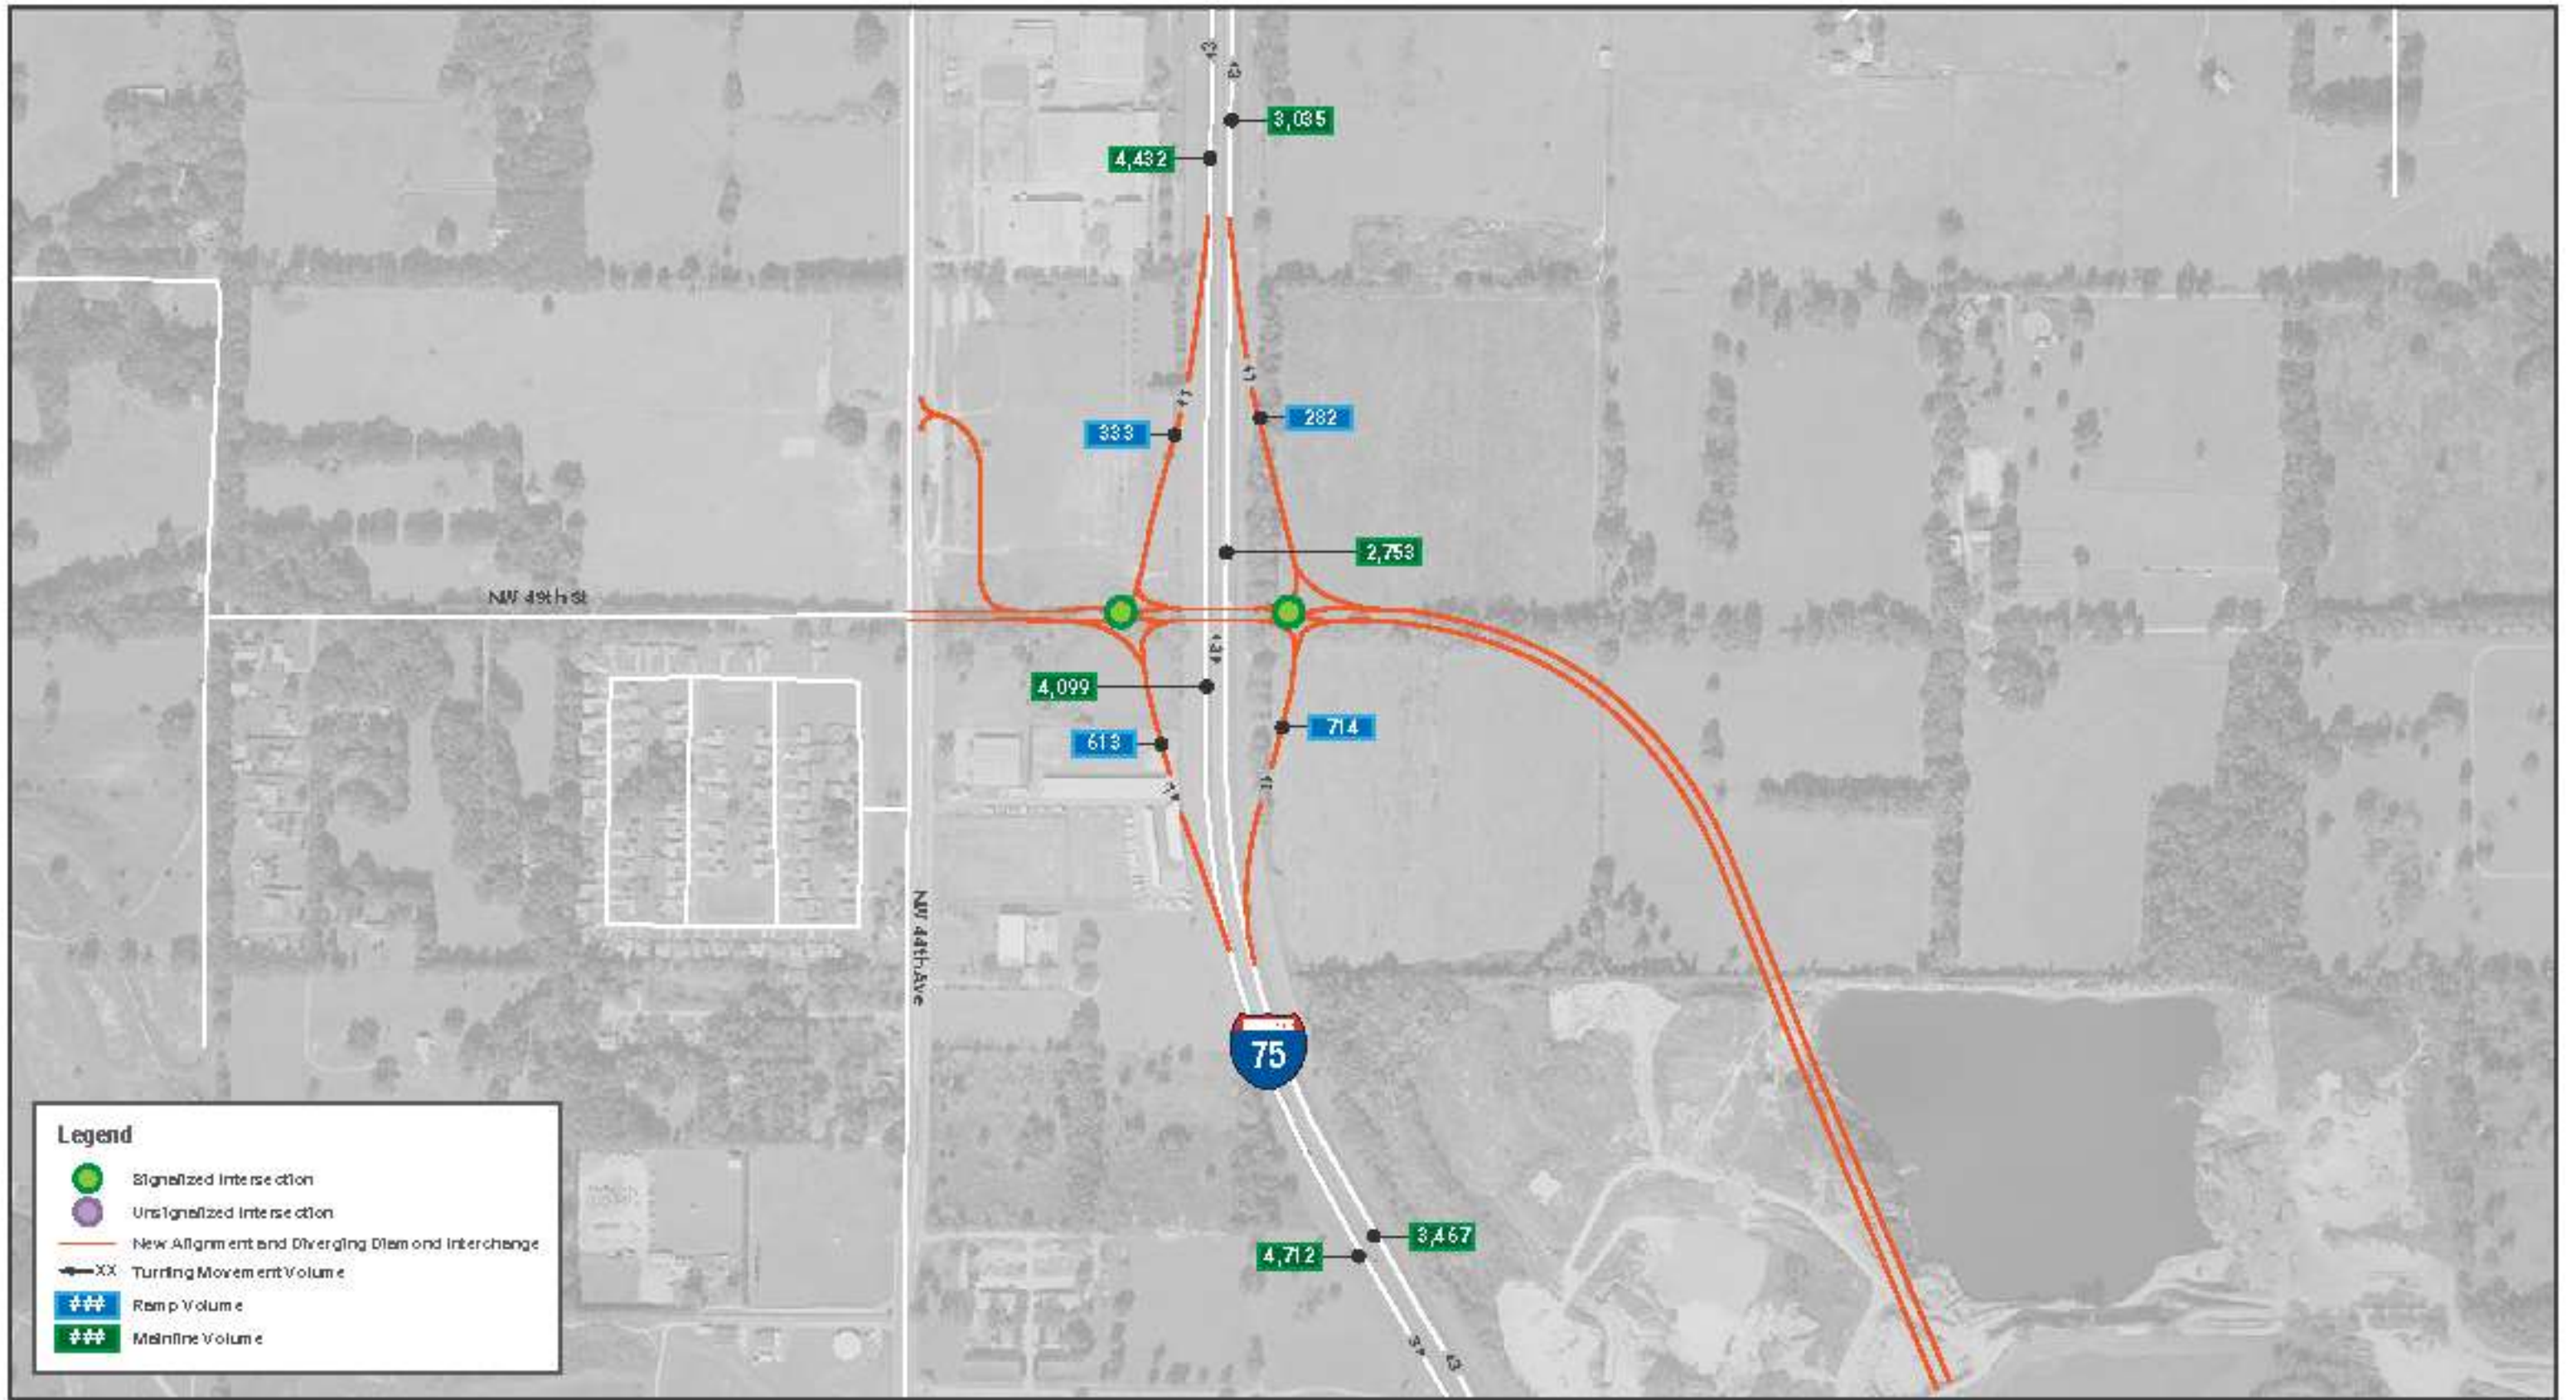 3,035
4,432
333
282
2,753
NW 49th St
4,099
714
613
NW 44th Ave
75
3,467
4,712
Legend
Signalized Intersection
Unsignalized Intersection
New Alignment and Diverging Diamond Interchange
XX Turning Movement Volume
### Ramp Volume
### Mainline Volume